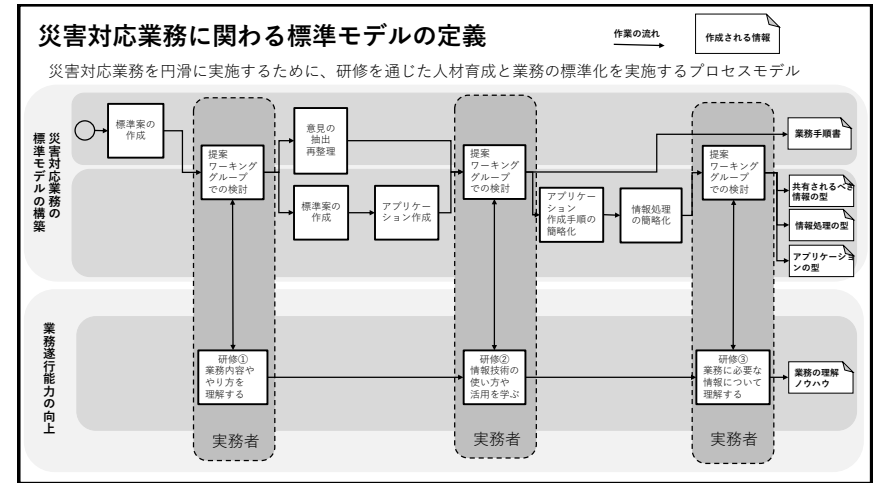 災害対応業務に関わる標準モデルの定義
作業の流れ
作成される情報
災害対応業務を円滑に実施するために、研修を通じた人材育成と業務の標準化を実施するプロセスモデル
災害対応業務の
標準モデルの構築
標準案の
作成
提案
ワーキング
グループ
での検討
意見の
抽出
再整理
標準案の
作成
アプリケー
ション作成
提案
ワーキング
グループ
での検討
アプリケー
ション
作成手順の
簡略化
情報処理
の簡略化
提案
ワーキング
グループ
での検討
業務手順書
共有されるべき
情報の型
情報処理の型
アプリケーショ
ンの型
業務遂行能力の向上
研修①
業務内容や
やり方を
理解する
研修②
情報技術の
使い方や
活用を学ぶ
研修③
業務に必要な
情報について
理解する
業務の理解
ノウハウ
実務者
実務者
実務者